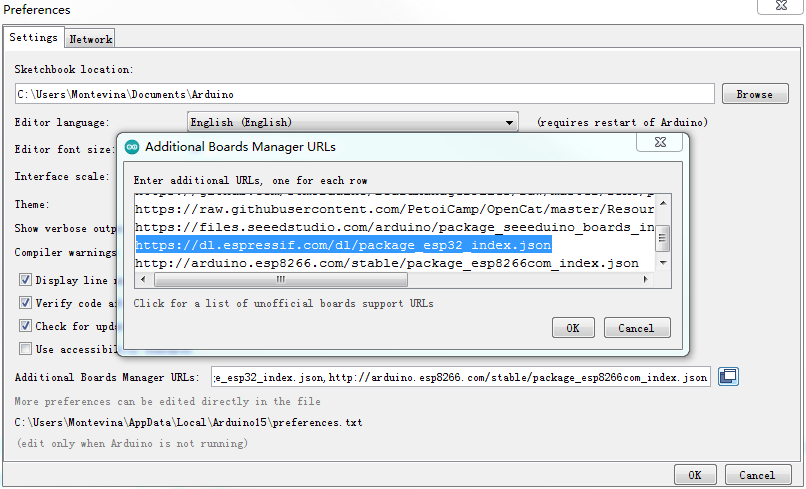 Preferences
Settings
Network
Sketchbook location:
C:\Users\Montevina\Documents\Arduino
Browse
Editor language:
English (English)
(requires restart of Arduino)
Editor font size:
Interface scale:
Theme:
Show verbose outp
Compiler warnings
Display line
Verify code
Check for upd
Use accessibil
Additional Boards Manager URLs
Enter additional URLs, one for each row
https://raw.githubusercontent.com/PetoiCamp/OpenCat/master/Resour
https://files.seeedstudio.com/arduino/package_seeeduino_boards_in
https://dl.espressif.com/dl/package_esp32_index.json
http://arduino.esp8266.com/stable/package_esp8266com_index.json
Click for a list of unofficial boards support URLs
OK
Cancel
Additional Boards Manager URLs:
e_esp32_index.json,http://arduino.esp8266.com/stable/package_esp8266com_index.json
More preferences can be edited directly in the file
C:\Users\Montevina\AppData\Local\Arduino15\preferences.txt
(edit only when Arduino is not running)
OK
Cancel